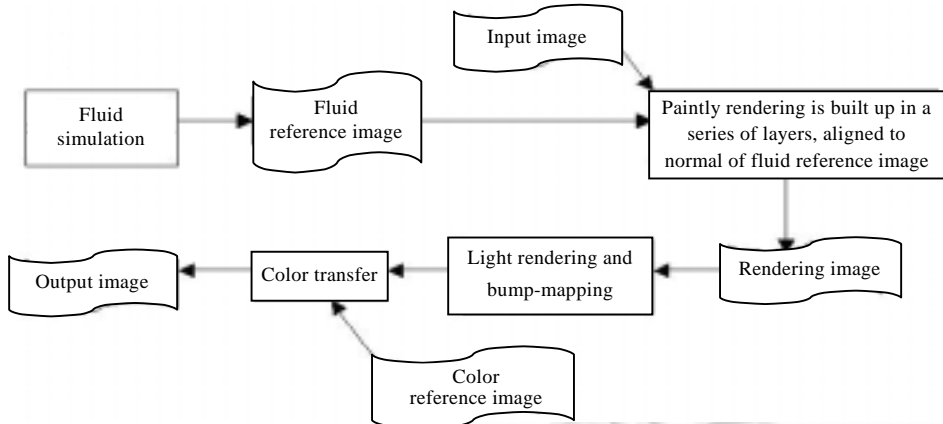 Input image
Fluid
simulation
Fluid
reference image
Paintly rendering is built up in a
series of layers, aligned to
normal of fluid reference image
Rendering image
Light rendering and
bump-mapping
Color transfer
Output image
Color
reference image